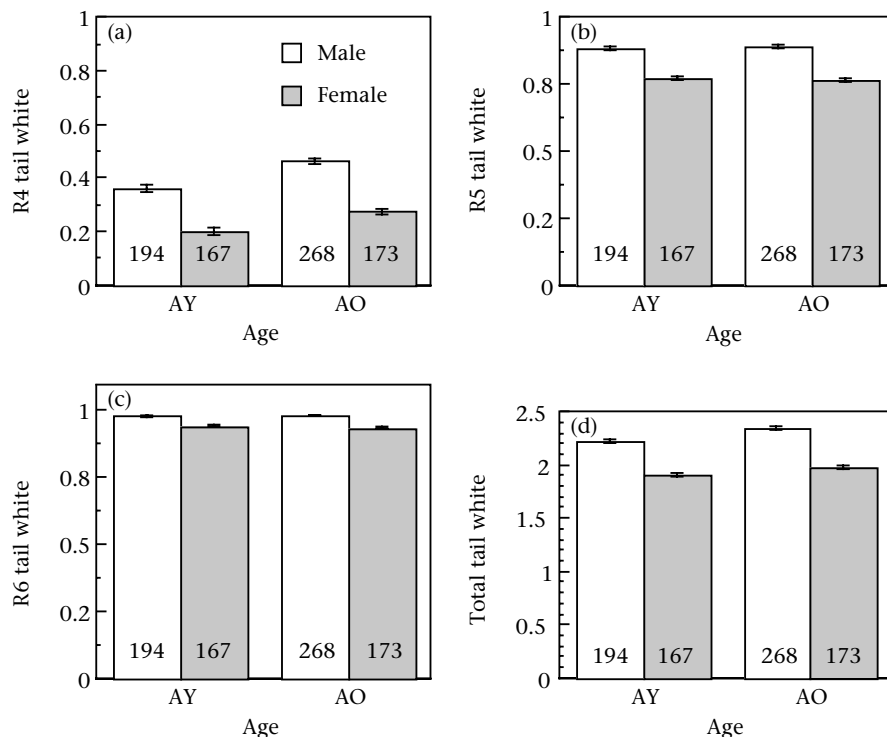 (a)
Male
Female
R4 tail white
1
0.8
0.6
0.4
0.2
0
194
167
268
173
AY
AO
Age
(b)
R5 tail white
1
0.8
0.5
0.2
0
194
167
268
173
AY
AO
Age
(c)
R6 tail white
1
0.8
0.5
0.2
0
194
167
268
173
AY
AO
Age
(d)
Total tail white
2.5
2
1.5
1
0.5
0
194
167
268
173
AY
AO
Age